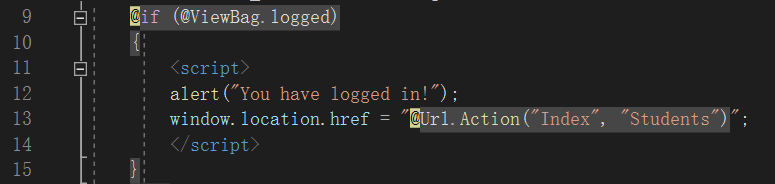 9 @if (@ViewBag.logged)
10 {
11 <script>
12 alert("You have logged in!");
13 window.location.href = "@Url.Action("Index", "Students")";
14 </script>
15 }